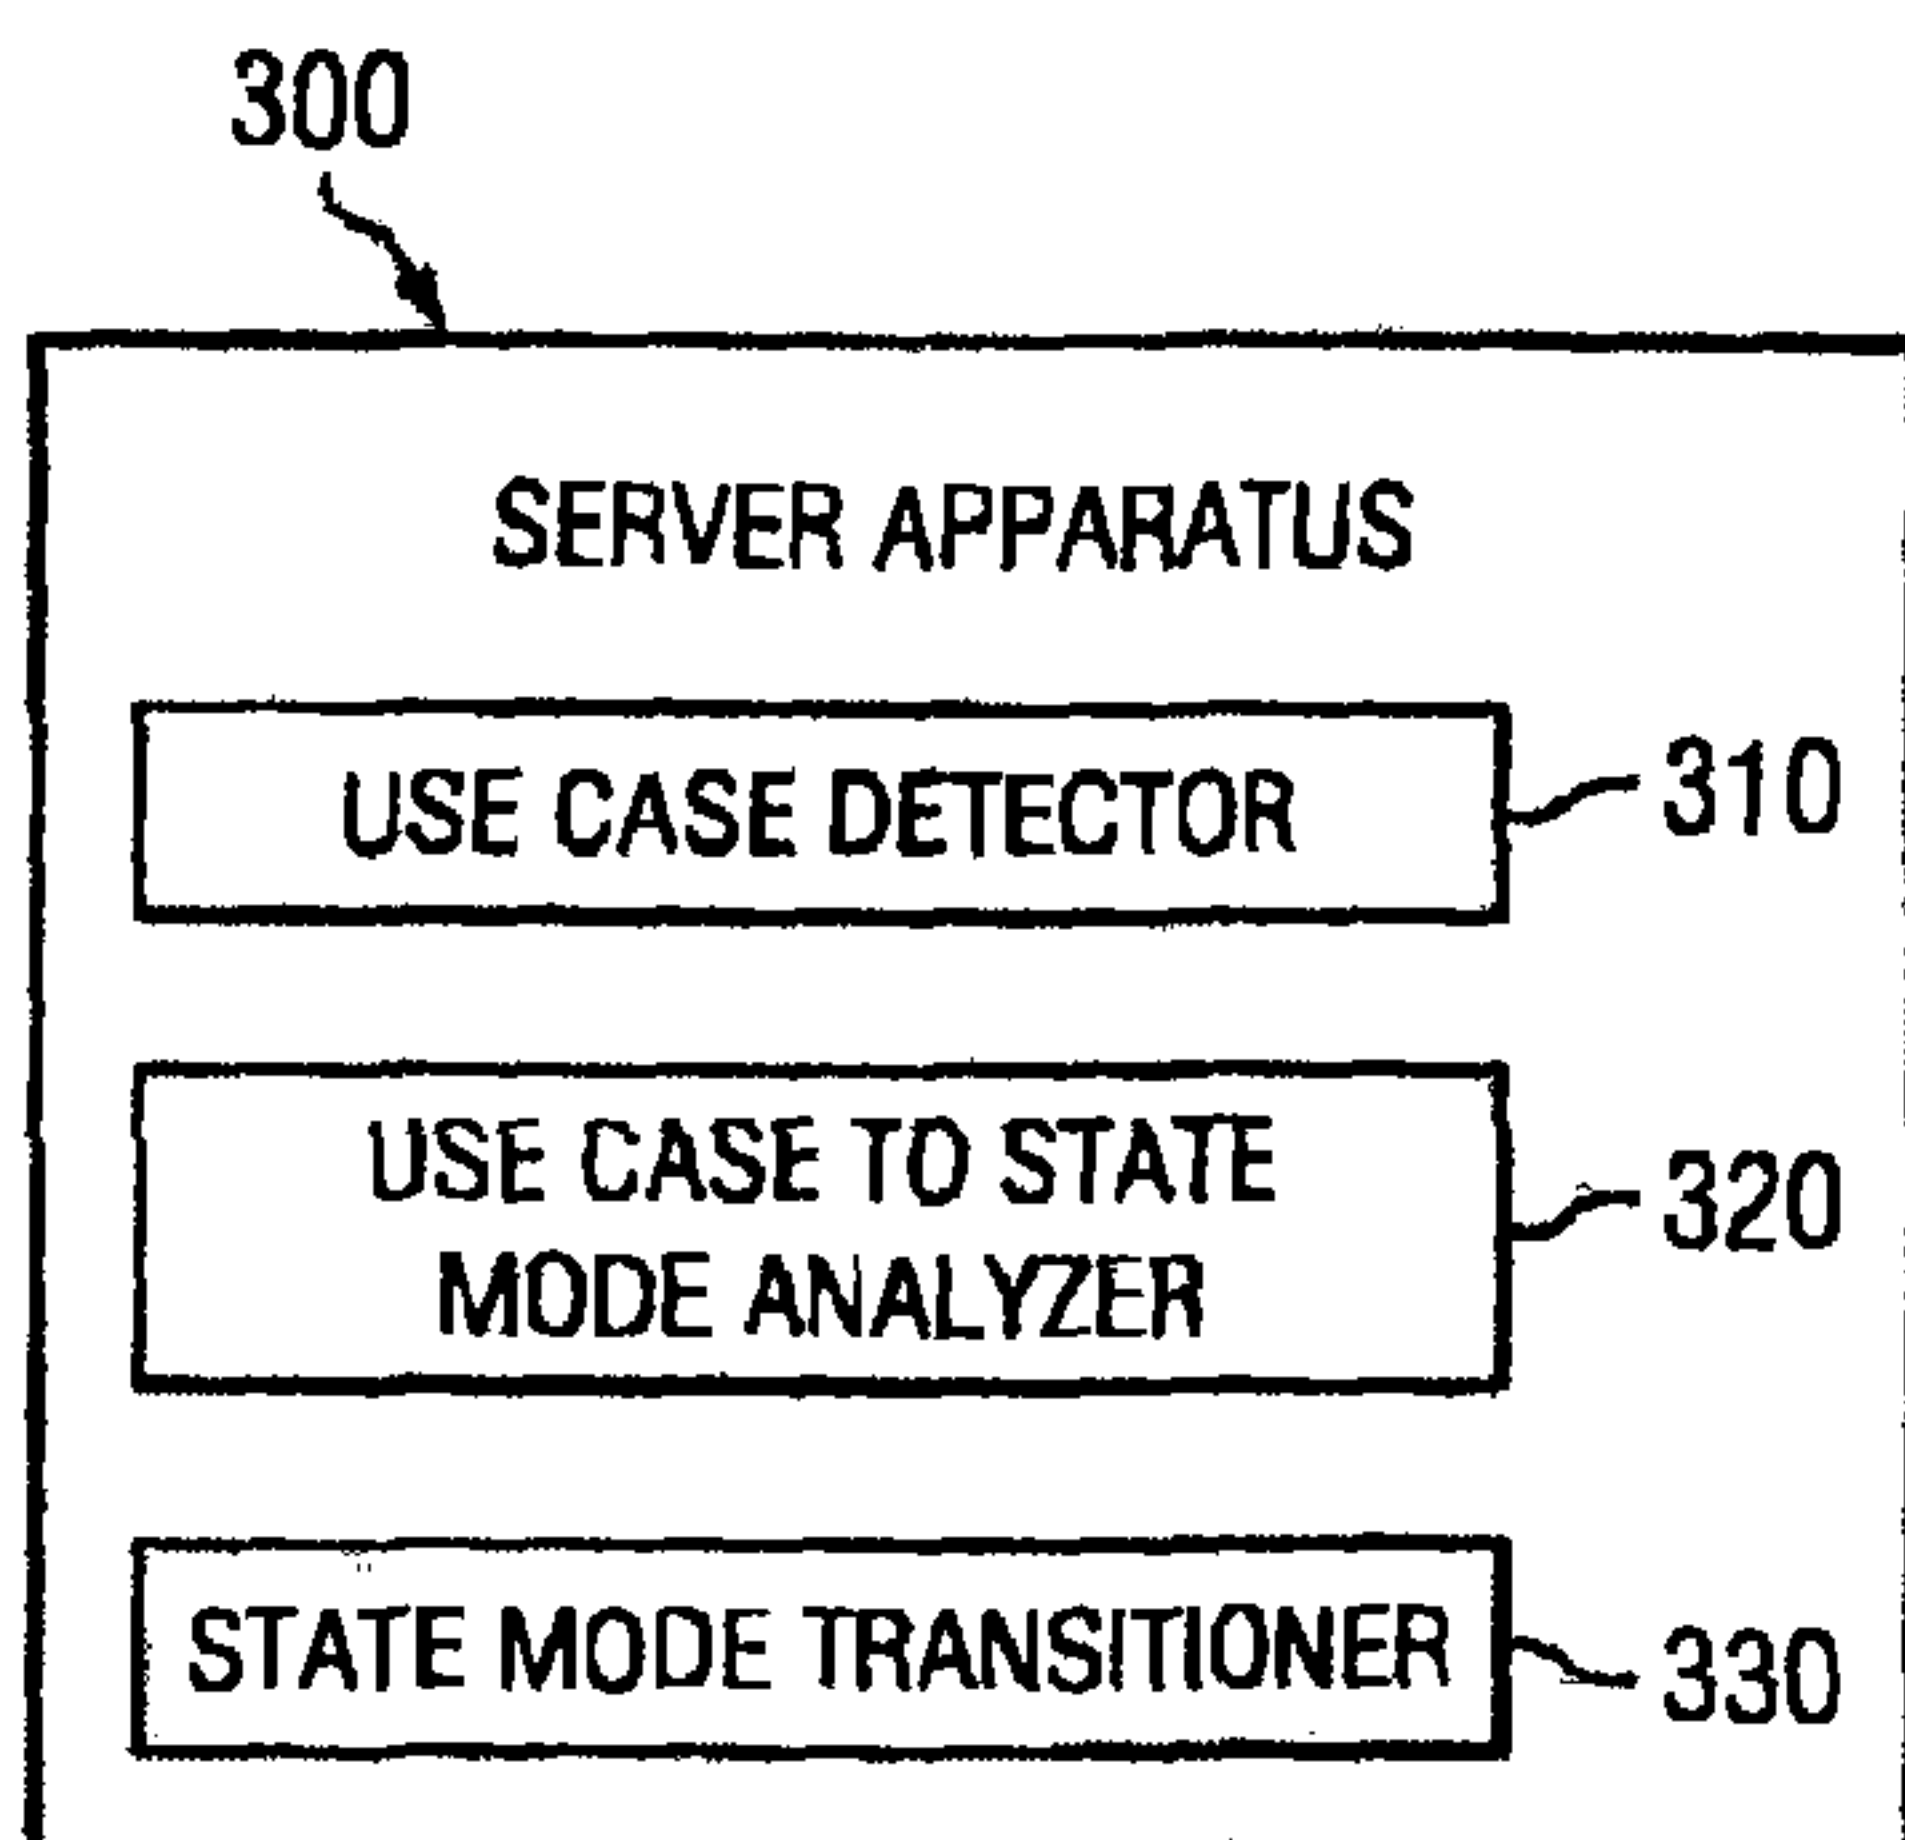 300
SERVER APPARATUS
USE CASE DETECTOR
310
USE CASE TO STATE
MODE ANALYZER
320
STATE MODE TRANSITIONER
330